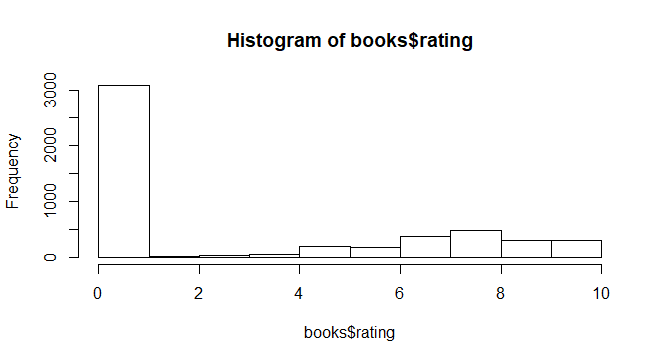 Histogram of books$rating
Frequency
3000
2000
1000
0
0 2 4 6 8 10
books$rating